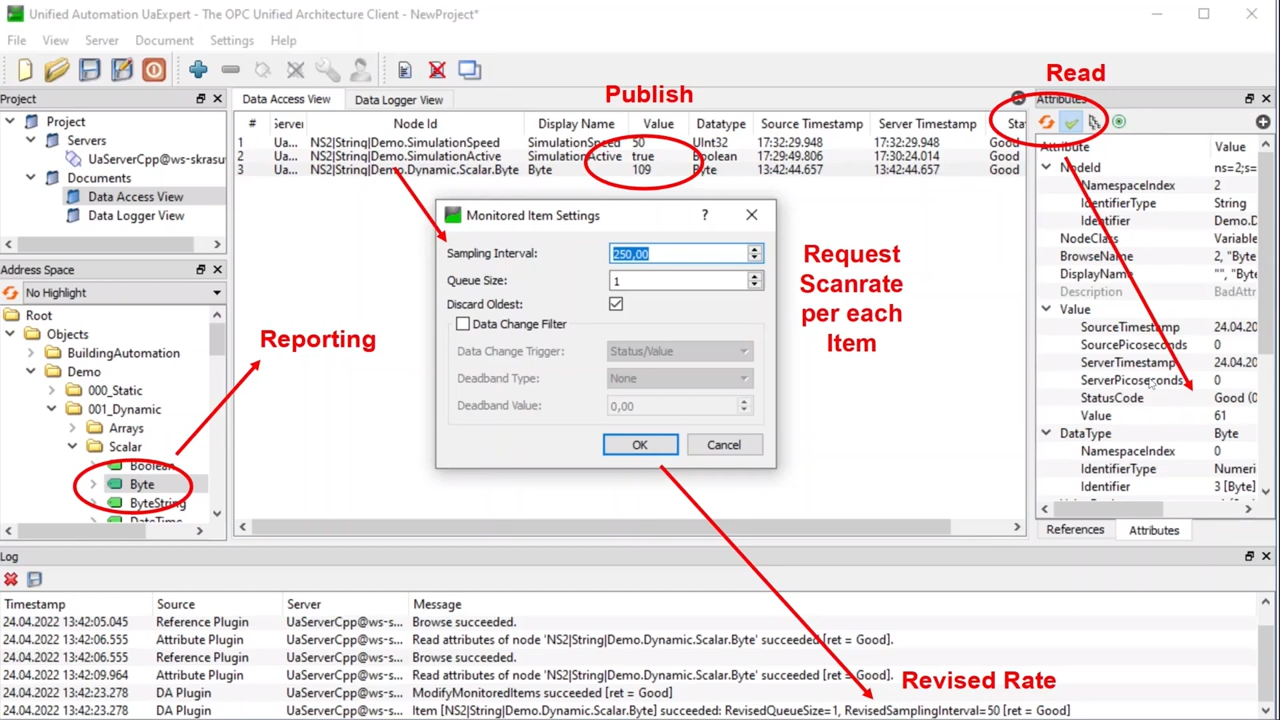 Unified Automation UaExpert - The OPC Unified Architecture Client - NewProject*
File View Server Document Settings Help
Read
Publish
Project
Project
Servers
UaServerCpp@ws-skrasu
Documents
Data Access View
Data Logger View
Address Space
No Highlight
Root
Objects
BuildingAutomation
Demo
000_Static
001_Dynamic
Arrays
Scalar
Boolean
Byte
ByteString
DateTime
Reporting
Data Access View Data Logger View
# Server Node Id Display Name Value Datatype Source Timestamp Server Timestamp Sta
1 Ua... NS2|String|Demo.SimulationSpeed SimulationSpeed 50 UInt32 17:32:29.948 17:32:29.948 Good
2 Ua... NS2|String|Demo.SimulationActive SimulationActive true Boolean 17:29:49.806 17:30:24.014 Good
3 Ua... NS2|String|Demo.Dynamic.Scalar.Byte Byte 109 Byte 13:42:44.657 13:42:44.657 Good
Monitored Item Settings ?
Sampling Interval: 250,00
Queue Size: 1
Discard Oldest:
Data Change Filter
Data Change Trigger: Status/Value
Deadband Type: None
Deadband Value: 0,00
OK Cancel
Request
Scanrate
per each
Item
Attributes
Attribute Value
NodeId ns=2;s=
NamespaceIndex 2
IdentifierType String
Identifier Demo.D
NodeClass Variable
BrowseName 2, "Byte
DisplayName "", "Byte
Description BadAttr
Value
SourceTimestamp 24.04.20
SourcePicoseconds 0
ServerTimestamp 24.04.20
ServerPicoseconds 0
StatusCode Good (0
Value 61
DataType Byte
NamespaceIndex 0
IdentifierType Numeri
Identifier 3 [Byte]
References Attributes
Log
Timestamp Source Server Message
24.04.2022 13:42:05.045 Reference Plugin UaServerCpp@ws-s... Browse succeeded.
24.04.2022 13:42:06.555 Attribute Plugin UaServerCpp@ws-s... Read attributes of node 'NS2|String|Demo.Dynamic.Scalar.Byte' succeeded [ret = Good].
24.04.2022 13:42:06.555 Reference Plugin UaServerCpp@ws-s... Browse succeeded.
24.04.2022 13:42:09.964 Attribute Plugin UaServerCpp@ws-s... Read attributes of node 'NS2|String|Demo.Dynamic.Scalar.Byte' succeeded [ret = Good].
24.04.2022 13:42:23.278 DA Plugin UaServerCpp@ws-s... ModifyMonitoredItems succeeded [ret = Good]
24.04.2022 13:42:23.278 DA Plugin UaServerCpp@ws-s... Item [NS2|String|Demo.Dynamic.Scalar.Byte] succeeded: RevisedQueueSize=1, RevisedSamplingInterval=50 [ret = Good]
Revised Rate